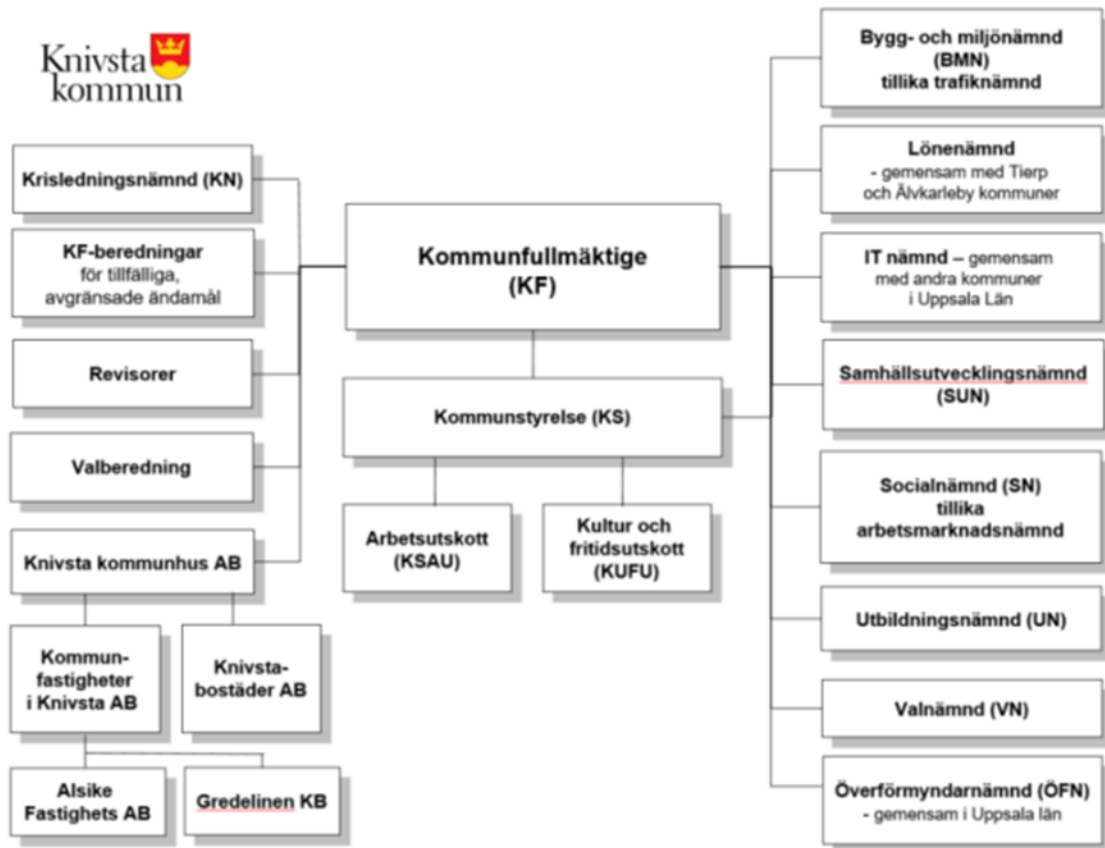 Knivsta
kommun
Krisledningsnämnd (KN)
KF-beredningar
för tillfälliga,
avgränsade ändamål
Revisorer
Valberedning
Knivsta kommunhus AB
Kommun-
fastigheter
i Knivsta AB
Knivsta-
bostäder AB
Alsike
Fastighets AB
Gredelinen KB
Kommunfullmäktige
(KF)
Kommunstyrelse (KS)
Arbetsutskott
(KSAU)
Kultur och
fritidsutskott
(KUFU)
Bygg- och miljönämnd
(BMN)
tillika trafiknämnd
Lönenämnd
- gemensam med Tierp
och Älvkarleby kommuner
IT nämnd – gemensam
med andra kommuner
i Uppsala Län
Samhällsutvecklingsnämnd
(SUN)
Socialnämnd (SN)
tillika
arbetsmarknadsnämnd
Utbildningsnämnd (UN)
Valnämnd (VN)
Överförmyndarnämnd (ÖFN)
- gemensam i Uppsala län